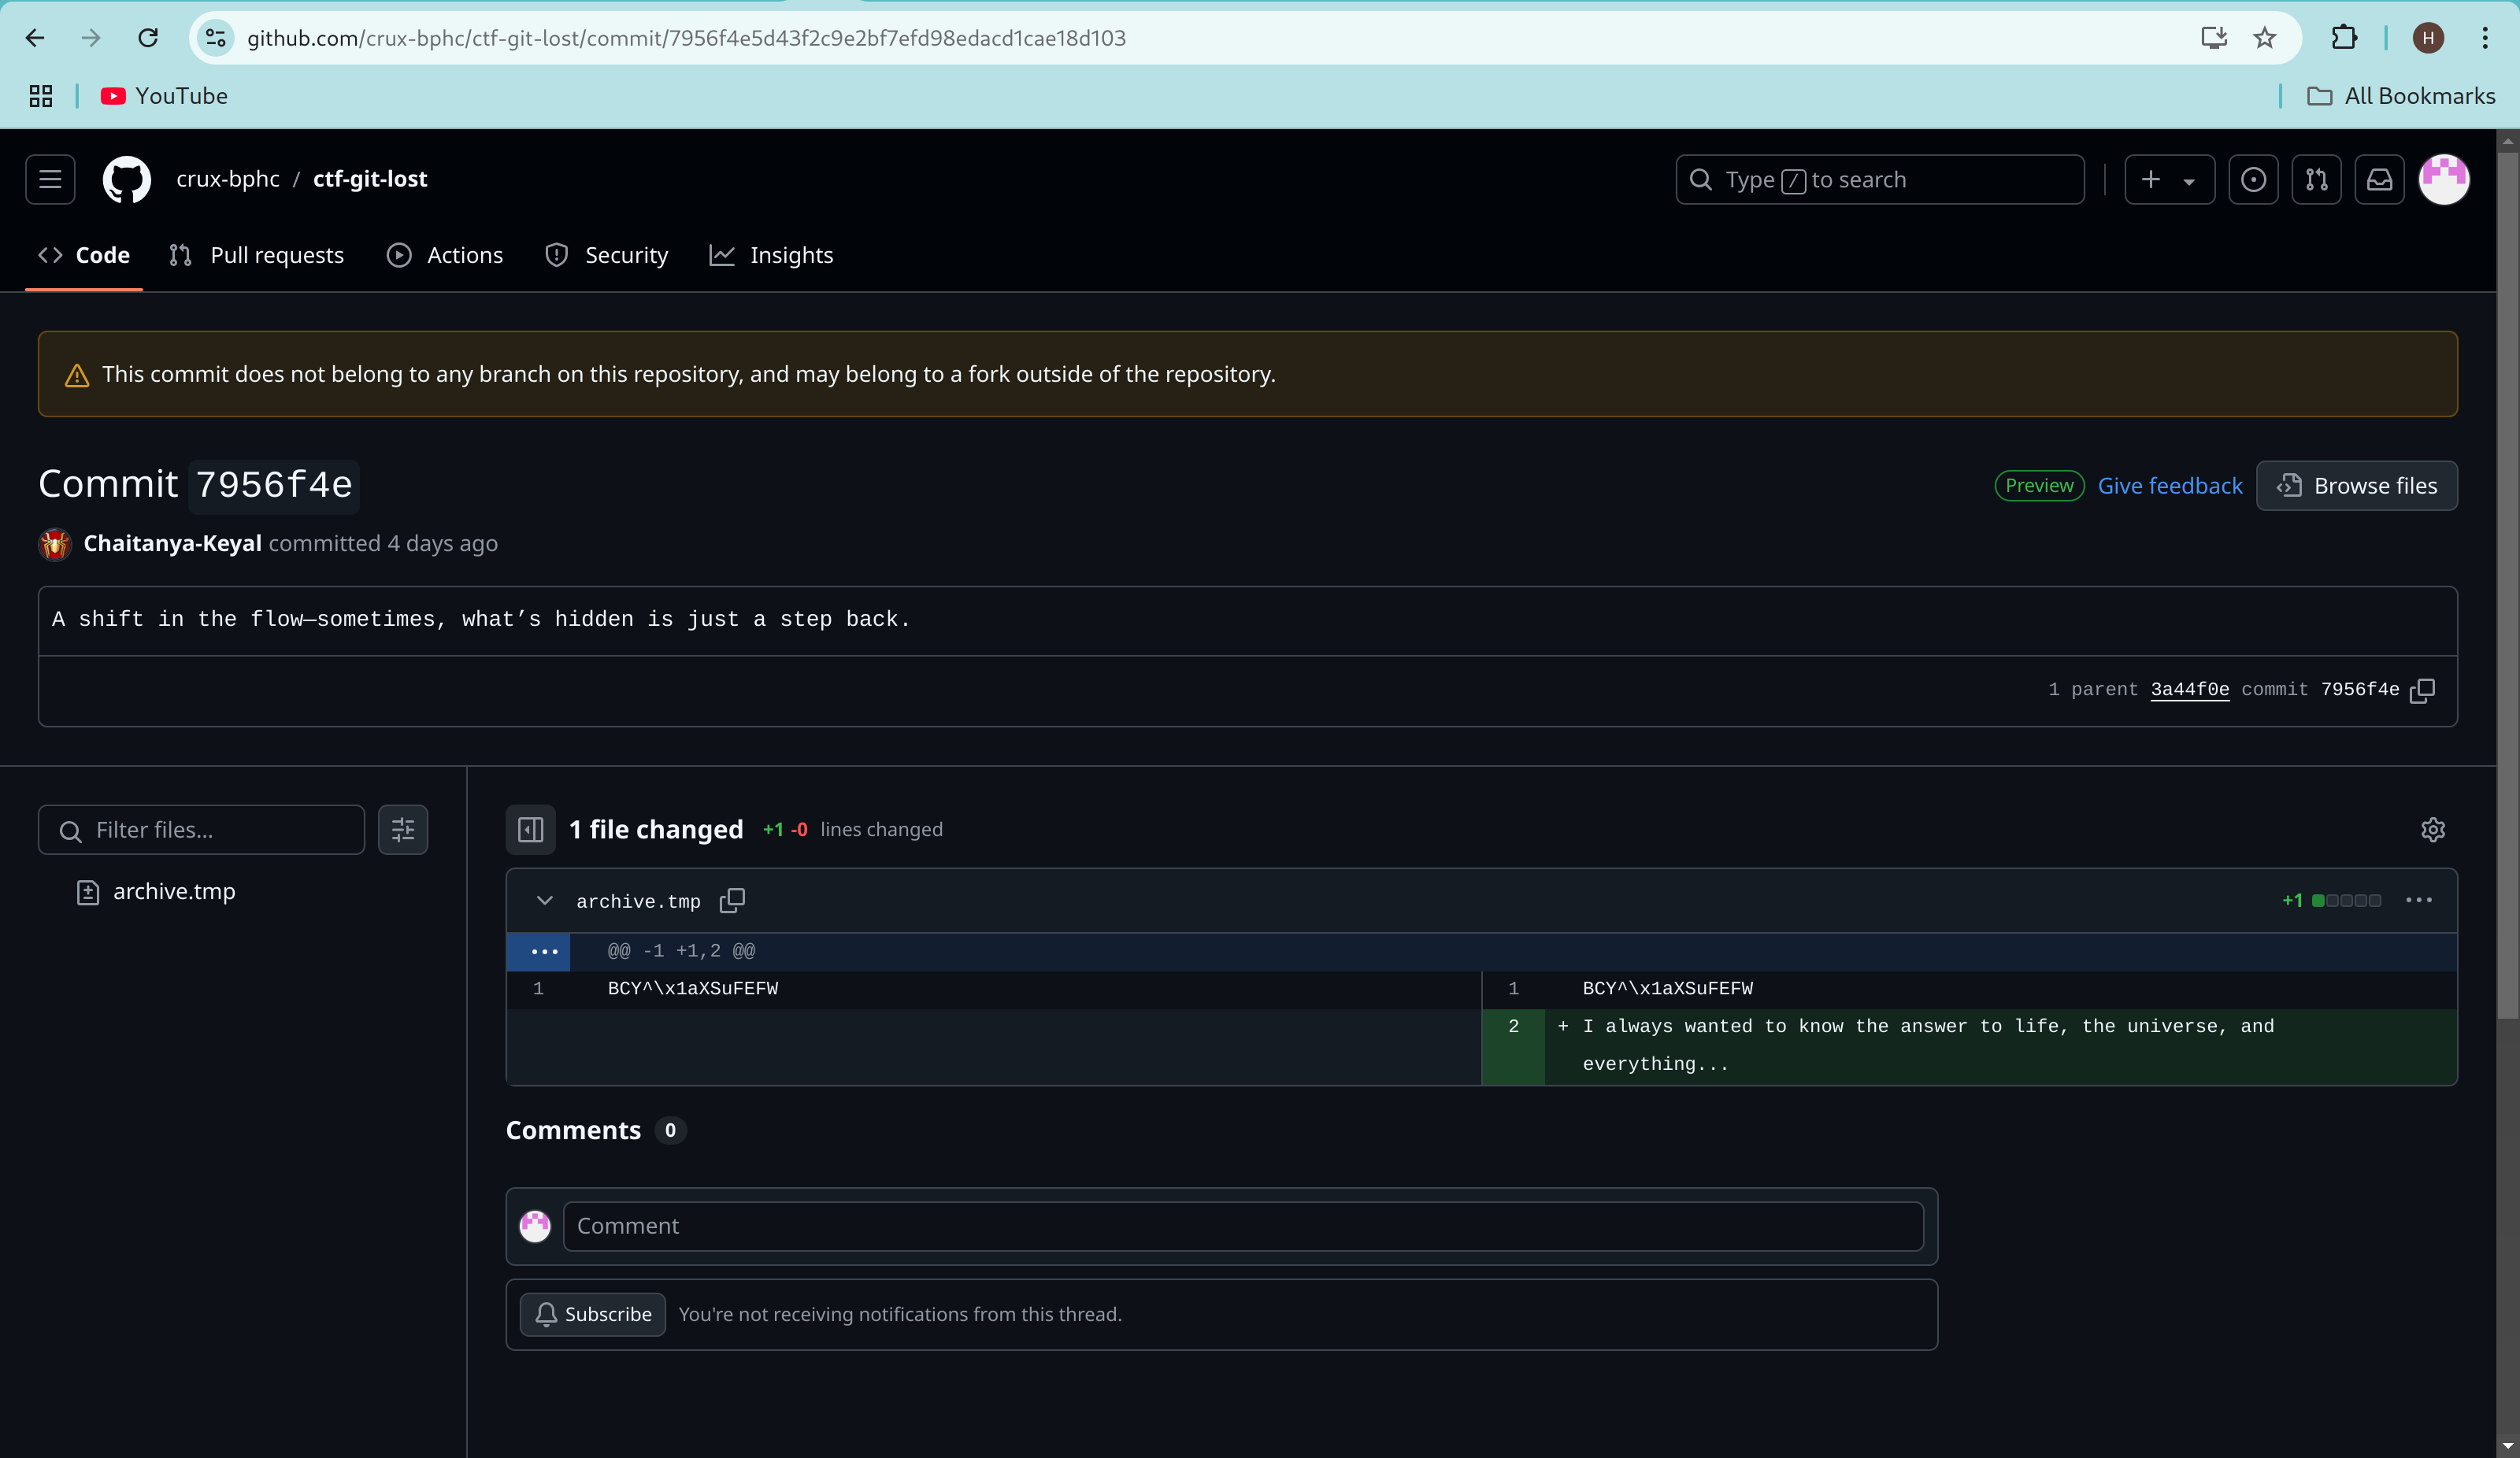 github.com/crux-bphc/ctf-git-lost/commit/7956f4e5d43f2c9e2bf7efd98edacd1cae18d103
H
YouTube
All Bookmarks
crux-bphc / ctf-git-lost
Type / to search
Code
Pull requests
Actions
Security
Insights
This commit does not belong to any branch on this repository, and may belong to a fork outside of the repository.
Commit 7956f4e
Preview
Give feedback
Browse files
Chaitanya-Keyal committed 4 days ago
A shift in the flow—sometimes, what’s hidden is just a step back.
1 parent 3a44f0e commit 7956f4e
Filter files...
archive.tmp
1 file changed +1 -0 lines changed
archive.tmp
+1
@@ -1 +1,2 @@
1 BCY^\x1aXSuFEFW
1 BCY^\x1aXSuFEFW
2 + I always wanted to know the answer to life, the universe, and
everything...
Comments 0
Comment
Subscribe
You're not receiving notifications from this thread.